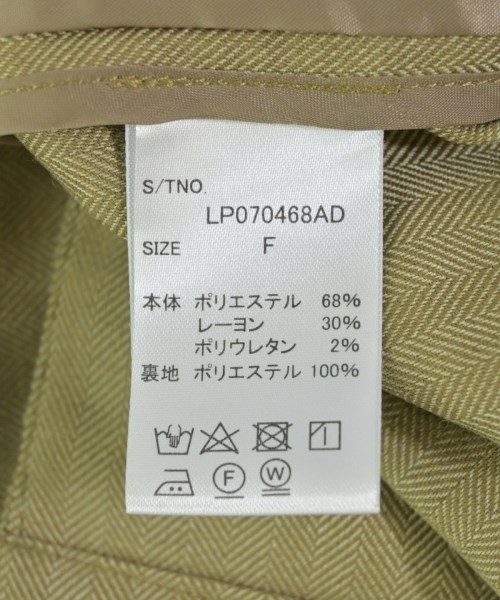 S/TNO.
LP070468AD
SIZE F
本体 ポリエステル 68%
レーヨン 30%
ポリウレタン 2%
裏地 ポリエステル 100%
F W